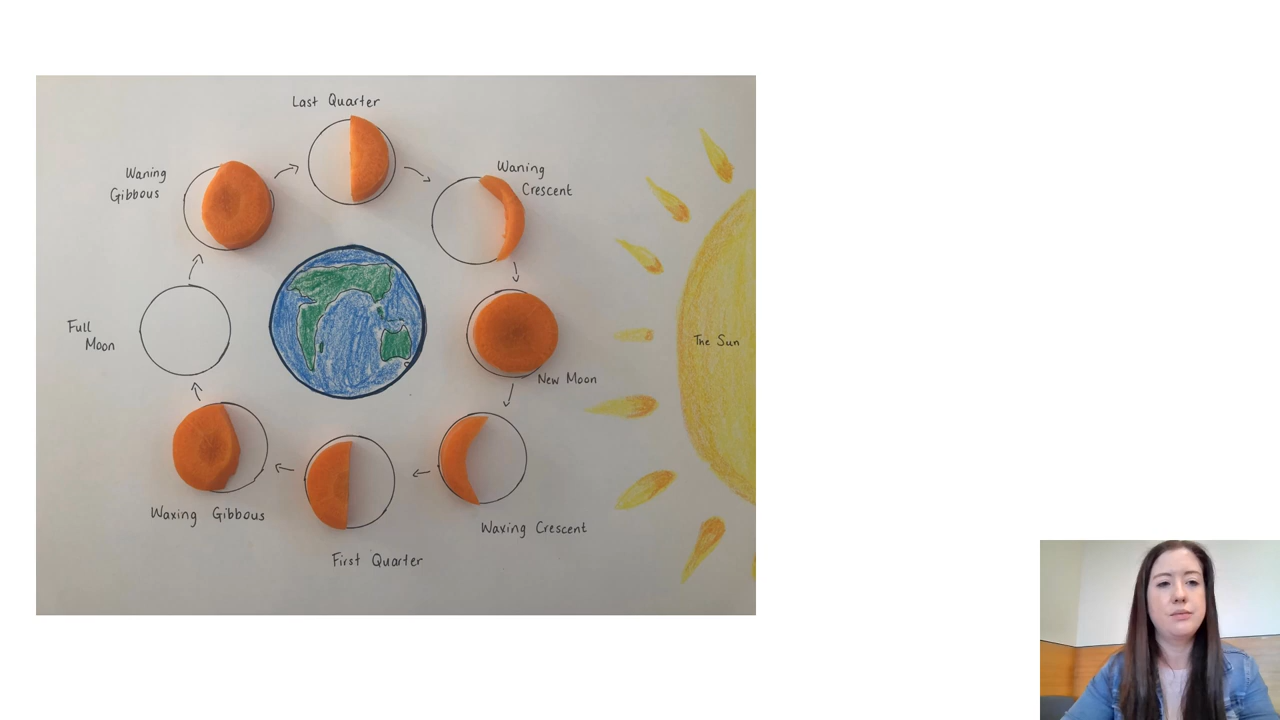 Last Quarter
Waning
Gibbous
Waning
Crescent
Full
Moon
The Sun
New Moon
Waxing Gibbous
Waxing Crescent
First Quarter